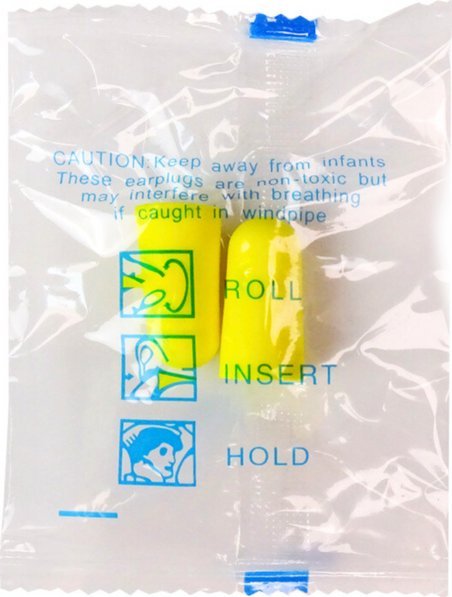 CAUTION:Keep away from infants
These earplugs are non-toxic but
may interfere with breathing
if caught in windpipe
ROLL
INSERT
HOLD